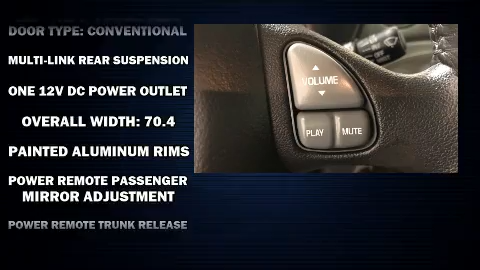 DOOR TYPE: CONVENTIONAL
MULTI-LINK REAR SUSPENSION
ONE 12V DC POWER OUTLET
OVERALL WIDTH: 70.4
PAINTED ALUMINUM RIMS
POWER REMOTE PASSENGER
MIRROR ADJUSTMENT
POWER REMOTE TRUNK RELEASE
VOLUME
PLAY
MUTE